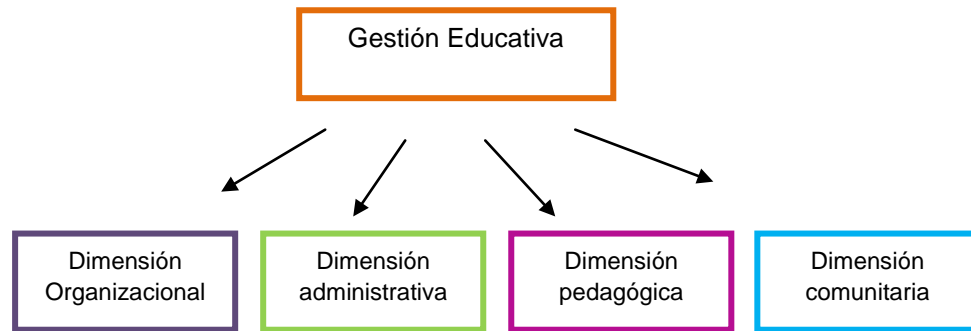 Gestión Educativa
Dimensión
Organizacional
Dimensión
administrativa
Dimensión
pedagógica
Dimensión
comunitaria